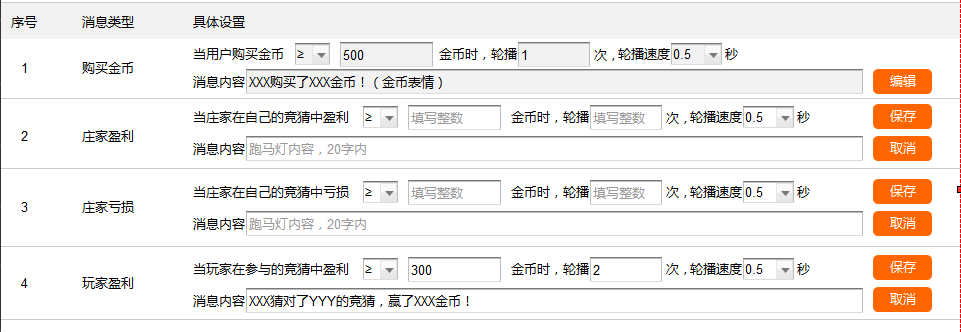 序号 消息类型 具体设置
当用户购买金币 ≥ 500 金币时，轮播 1 次，轮播速度 0.5 秒
1 购买金币
消息内容 XXX购买了XXX金币！（金币表情） 编辑
当庄家在自己的竞猜中盈利 ≥ 填写整数 金币时，轮播 填写整数 次，轮播速度 0.5 秒 保存
2 庄家盈利
消息内容 跑马灯内容，20字内 取消
当庄家在自己的竞猜中亏损 ≥ 填写整数 金币时，轮播 填写整数 次，轮播速度 0.5 秒 保存
3 庄家亏损
消息内容 跑马灯内容，20字内 取消
当玩家在参与的竞猜中盈利 ≥ 300 金币时，轮播 2 次，轮播速度 0.5 秒 保存
4 玩家盈利
消息内容 XXX猜对了YYY的竞猜，赢了XXX金币！ 取消